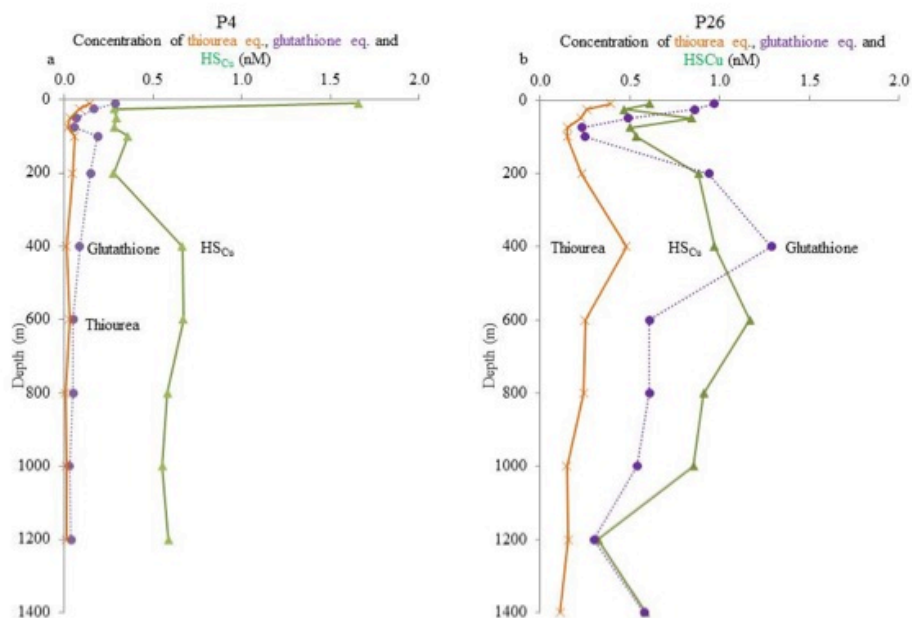 P4
Concentration of thiourea eq., glutathione eq. and
a HSCu (nM)
0.0 0.5 1.0 1.5 2.0
0
200
400
600
800
1000
1200
1400
Depth (m)
Glutathione
HSCu
Thiourea
P26
Concentration of thiourea eq., glutathione eq. and
b HSCu (nM)
0.0 0.5 1.0 1.5 2.0
0
200
400
600
800
1000
1200
1400
Depth (m)
Thiourea
HSCu
Glutathione